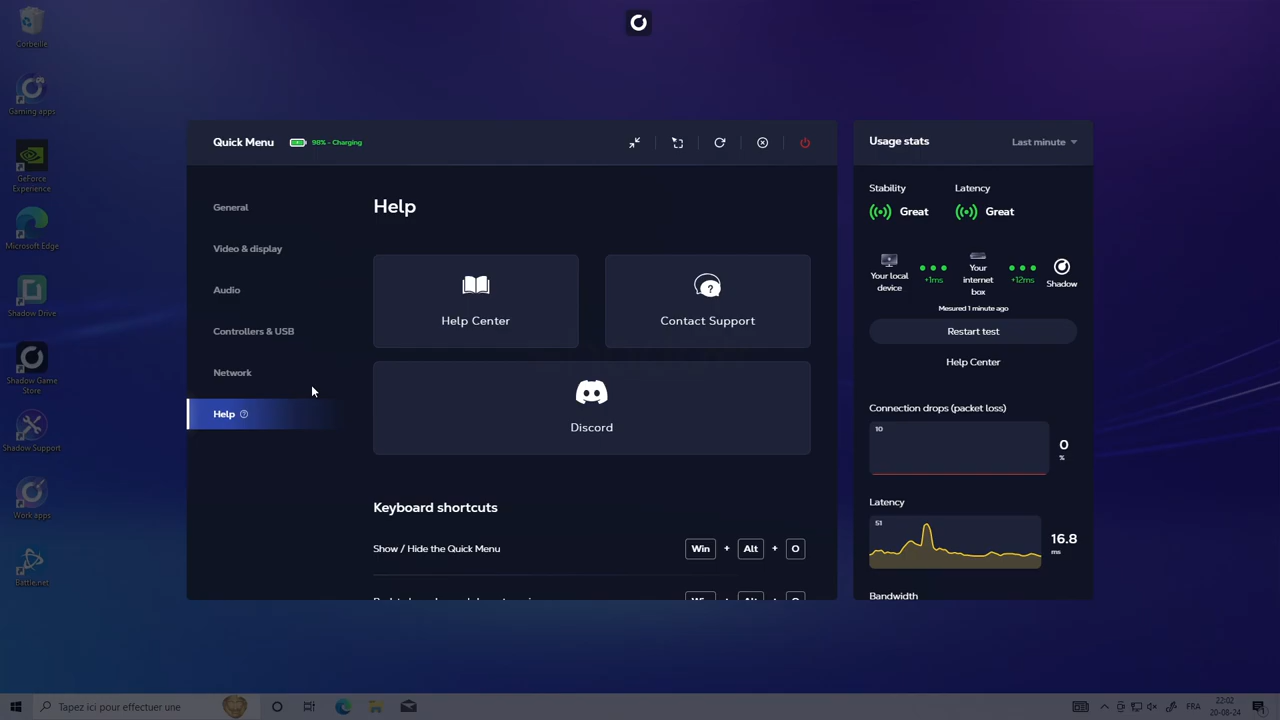 Corbeille
Gaming apps
GeForce
Experience
Microsoft Edge
Shadow Drive
Shadow Game
Store
Shadow Support
Work apps
Battle.net
Quick Menu
98% - Charging
General
Video & display
Audio
Controllers & USB
Network
Help ?
Help
Help Center
Contact Support
Discord
Keyboard shortcuts
Show / Hide the Quick Menu
Win + Alt + O
Usage stats
Last minute
Stability
Great
Latency
Great
Your local
device
+1ms
Your
internet
box
+12ms
Shadow
Mesured 1 minute ago
Restart test
Help Center
Connection drops (packet loss)
10
0
%
Latency
51
16.8
ms
Bandwidth
Tapez ici pour effectuer une
FRA
22:02
20-08-24